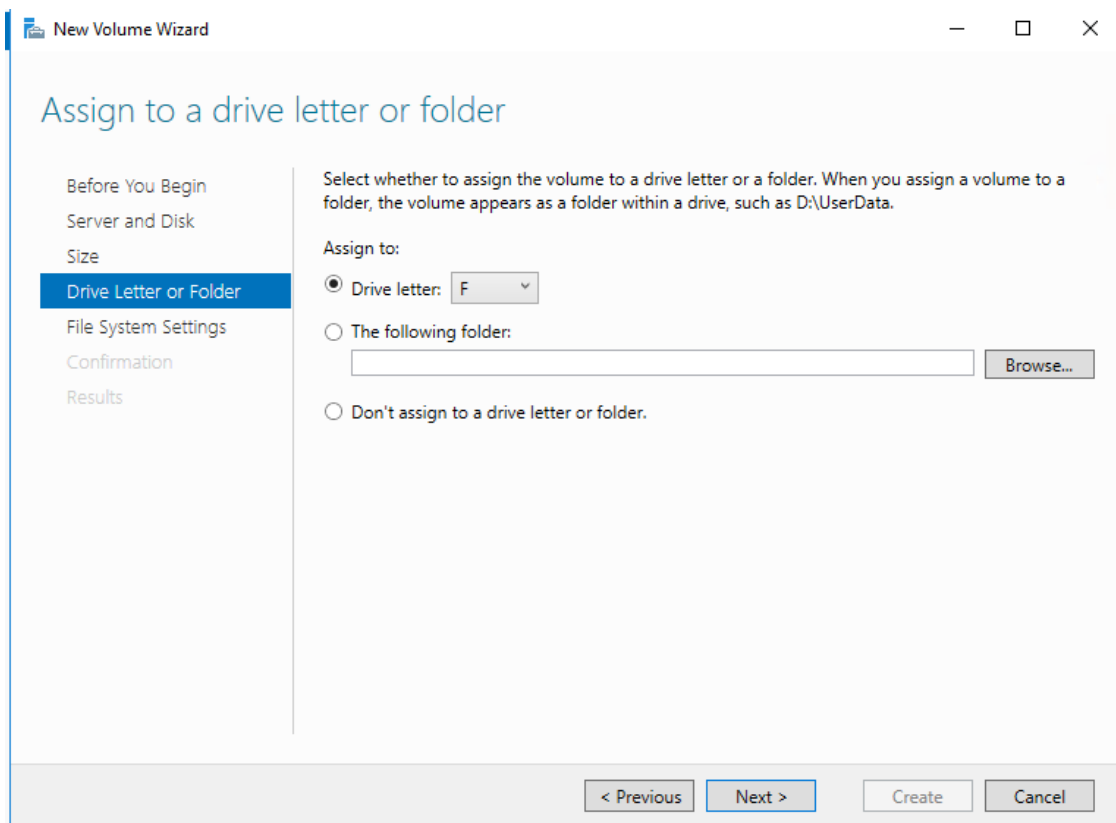 New Volume Wizard
Assign to a drive letter or folder
Before You Begin
Server and Disk
Size
Drive Letter or Folder
File System Settings
Confirmation
Results
Select whether to assign the volume to a drive letter or a folder. When you assign a volume to a
folder, the volume appears as a folder within a drive, such as D:\UserData.
Assign to:
Drive letter: F
The following folder:
Browse...
Don't assign to a drive letter or folder.
< Previous
Next >
Create
Cancel